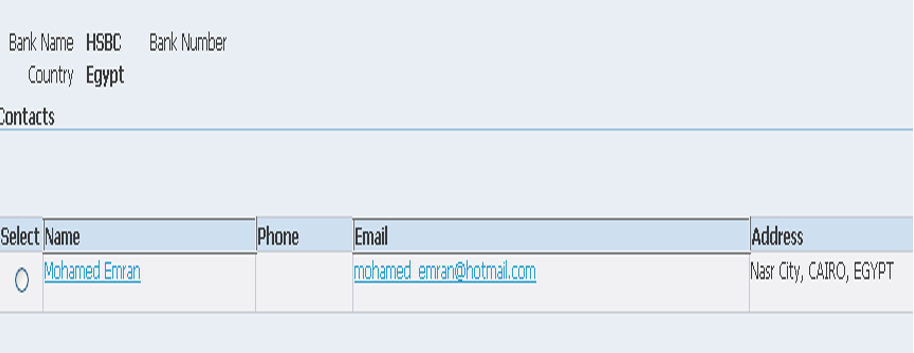 Bank Name HSBC Bank Number
Country Egypt
Contacts
Select Name Phone Email Address
Mohamed Emran mohamed_emran@hotmail.com Nasr City, CAIRO, EGYPT